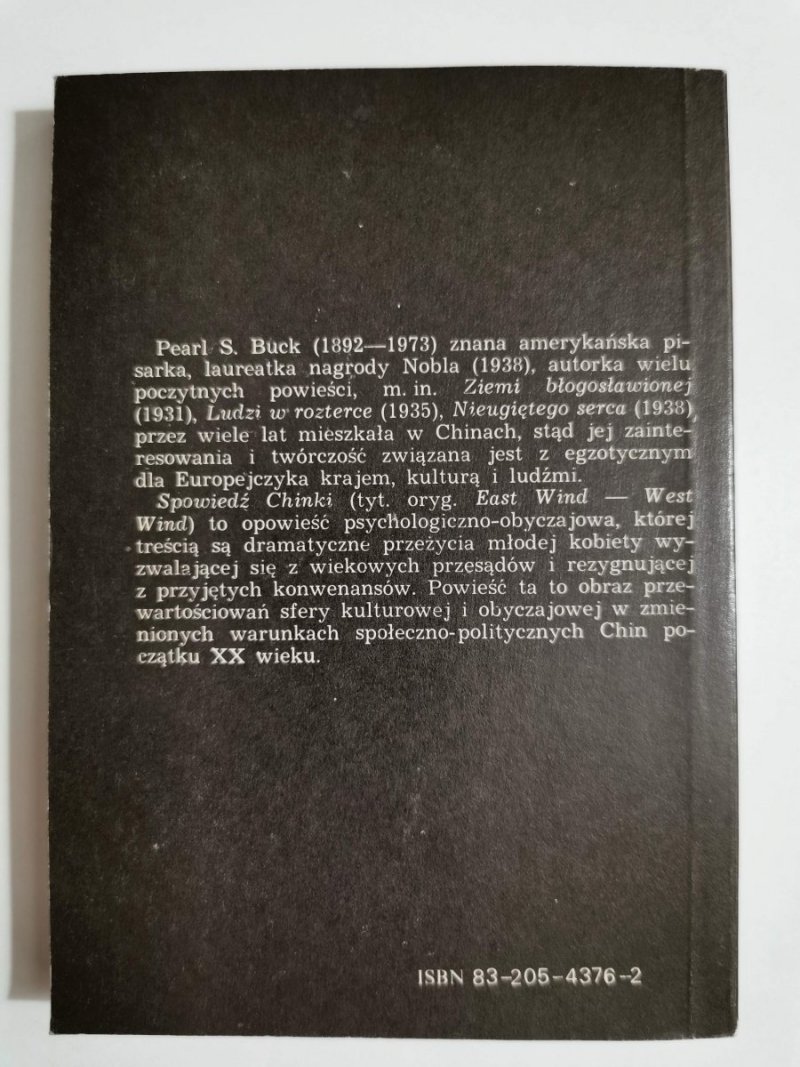 Pearl S. Buck (1892—1973) znana amerykańska pi-
sarka, laureatka nagrody Nobla (1938), autorka wielu
poczytnych powieści, m. in. Ziemi błogosławionej
(1931), Ludzi w rozterce (1935), Nieugiętego serca (1938)
przez wiele lat mieszkała w Chinach, stąd jej zainte-
resowania i twórczość związana jest z egzotycznym
dla Europejczyka krajem, kulturą i ludźmi.
Spowiedź Chinki (tyt. oryg. East Wind — West
Wind) to opowieść psychologiczno-obyczajowa, której
treścią są dramatyczne przeżycia młodej kobiety wy-
zwalającej się z wiekowych przesądów i rezygnującej
z przyjętych konwenansów. Powieść ta to obraz prze-
wartościowań sfery kulturowej i obyczajowej w zmie-
nionych warunkach społeczno-politycznych Chin po-
czątku XX wieku.
ISBN 83-205-4376-2